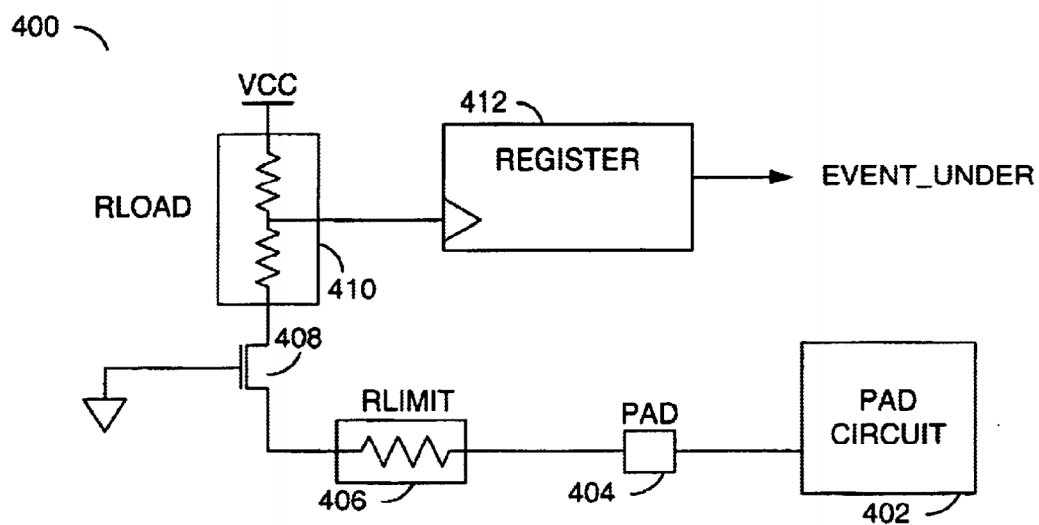 400
VCC
412
REGISTER
EVENT_UNDER
RLOAD
410
408
RLIMIT
PAD
PAD
CIRCUIT
406
404
402